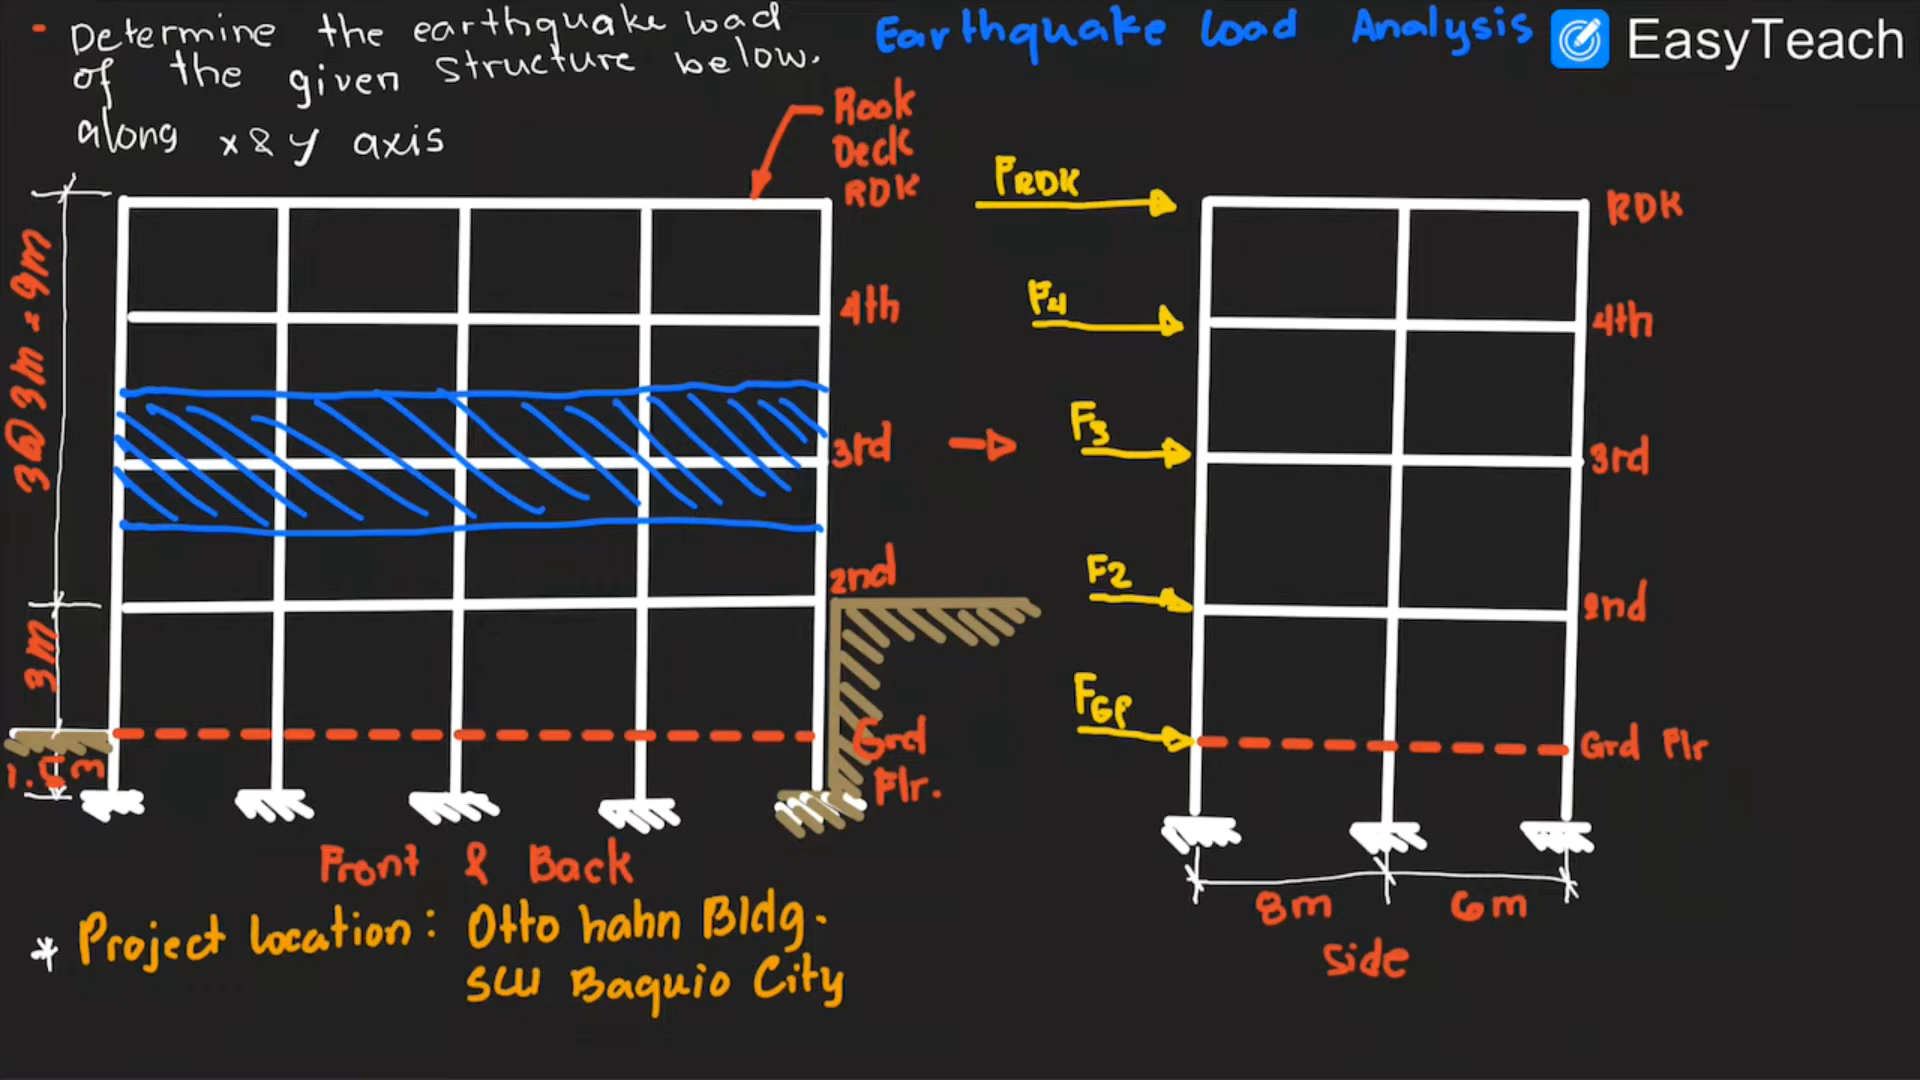 - Determine the earthquake load
of the given structure below.
along x & y axis
Earthquake load Analysis
EasyTeach
Rook
Deck
RDK
4th
3rd
2nd
Grd
Flr.
3@3m = 9m
3m
1.5m
Front & Back
* Project location: Otto hahn Bldg.
SLU Baguio City
FRDK
F4
F3
F2
FGF
RDK
4th
3rd
2nd
Grd Flr
8m
6m
Side